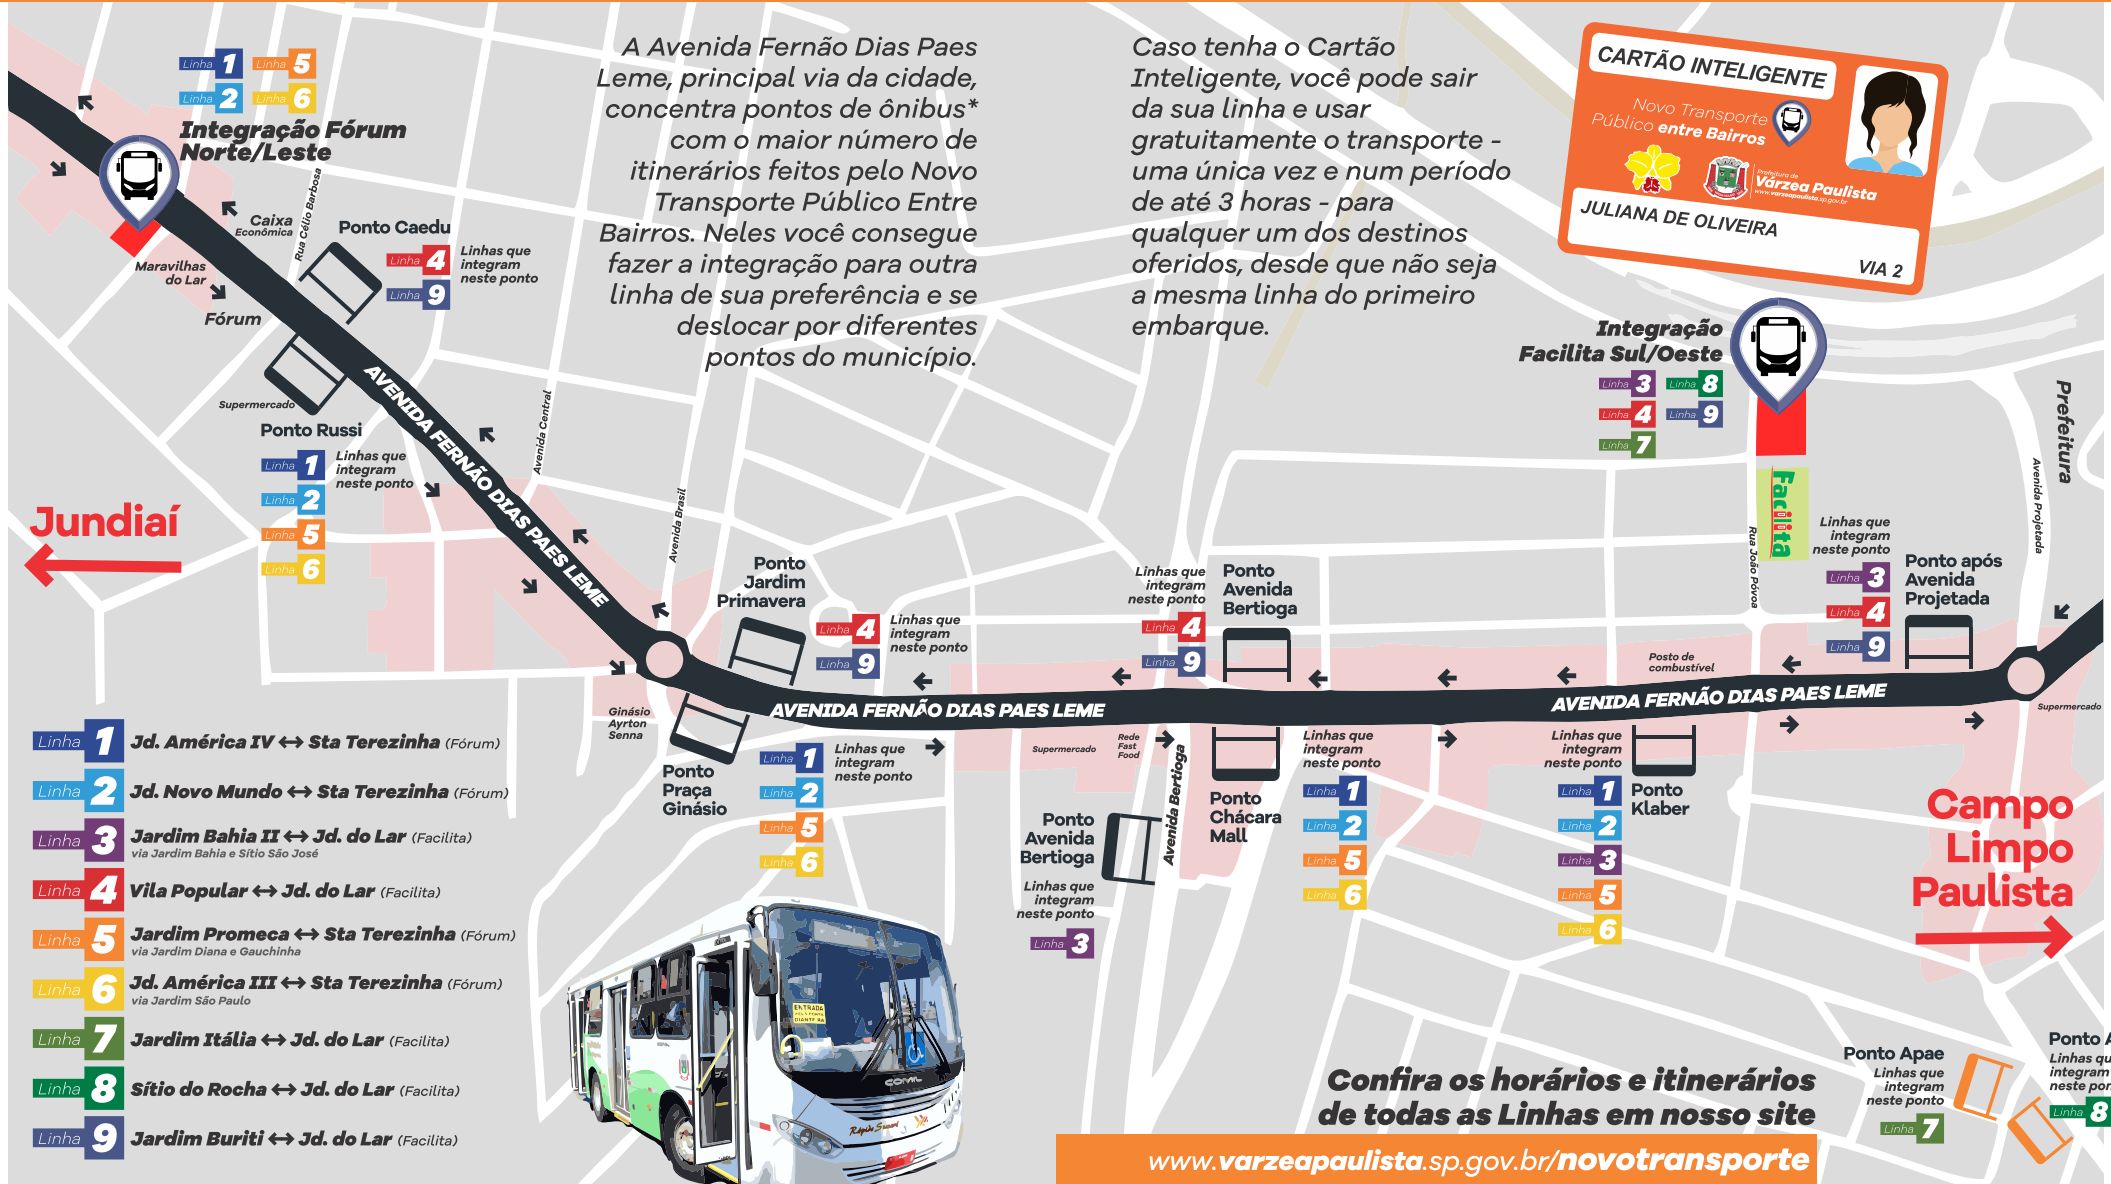 Linha 1
Linha 5
Linha 2
Linha 6
Integração Fórum
Norte/Leste
A Avenida Fernão Dias Paes
Leme, principal via da cidade,
concentra pontos de ônibus*
com o maior número de
itinerários feitos pelo Novo
Transporte Público Entre
Bairros. Neles você consegue
fazer a integração para outra
linha de sua preferência e se
deslocar por diferentes
pontos do município.
Caso tenha o Cartão
Inteligente, você pode sair
da sua linha e usar
gratuitamente o transporte -
uma única vez e num período
de até 3 horas - para
qualquer um dos destinos
oferidos, desde que não seja
a mesma linha do primeiro
embarque.
CARTÃO INTELIGENTE
Novo Transporte
Público entre Bairros
Prefeitura de
Várzea Paulista
www.varzeapaulista.sp.gov.br
JULIANA DE OLIVEIRA
VIA 2
Caixa
Econômica
Rua Célio Barbosa
Maravilhas
do Lar
Fórum
Ponto Caedu
Linha 4
Linha 9
Linhas que
integram
neste ponto
Supermercado
Ponto Russi
Linha 1
Linha 2
Linha 5
Linha 6
Linhas que
integram
neste ponto
AVENIDA FERNÃO DIAS PAES LEME
Avenida Central
Avenida Brasil
Jundiaí
Integração
Facilita Sul/Oeste
Linha 3
Linha 8
Linha 4
Linha 9
Linha 7
Facilita
Rua João Póvoa
Prefeitura
Avenida Projetada
Ponto
Jardim
Primavera
Linha 4
Linha 9
Linhas que
integram
neste ponto
Linhas que
integram
neste ponto
Linha 4
Linha 9
Ponto
Avenida
Bertioga
Linhas que
integram
neste ponto
Linha 3
Linha 4
Linha 9
Ponto após
Avenida
Projetada
Posto de
combustível
Supermercado
AVENIDA FERNÃO DIAS PAES LEME
AVENIDA FERNÃO DIAS PAES LEME
Ginásio
Ayrton
Senna
Ponto
Praça
Ginásio
Linha 1
Linha 2
Linha 5
Linha 6
Linhas que
integram
neste ponto
Supermercado
Rede
Fast
Food
Avenida Bertioga
Ponto
Avenida
Bertioga
Linhas que
integram
neste ponto
Linha 3
Ponto
Chácara
Mall
Linhas que
integram
neste ponto
Linha 1
Linha 2
Linha 5
Linha 6
Linhas que
integram
neste ponto
Linha 1
Linha 2
Linha 3
Linha 5
Linha 6
Ponto
Klaber
Campo
Limpo
Paulista
Linha 1 Jd. América IV ↔ Sta Terezinha (Fórum)
Linha 2 Jd. Novo Mundo ↔ Sta Terezinha (Fórum)
Linha 3 Jardim Bahia II ↔ Jd. do Lar (Facilita)
via Jardim Bahia e Sítio São José
Linha 4 Vila Popular ↔ Jd. do Lar (Facilita)
Linha 5 Jardim Promeca ↔ Sta Terezinha (Fórum)
via Jardim Diana e Gauchinha
Linha 6 Jd. América III ↔ Sta Terezinha (Fórum)
via Jardim São Paulo
Linha 7 Jardim Itália ↔ Jd. do Lar (Facilita)
Linha 8 Sítio do Rocha ↔ Jd. do Lar (Facilita)
Linha 9 Jardim Buriti ↔ Jd. do Lar (Facilita)
ENTRADA
DIANTEIRA
COMIL
Rápido
Ponto Apae
Linhas que
integram
neste ponto
Linha 7
Ponto A
Linhas qu
integram
neste pon
Linha 8
Confira os horários e itinerários
de todas as Linhas em nosso site
www.varzeapaulista.sp.gov.br/novotransporte